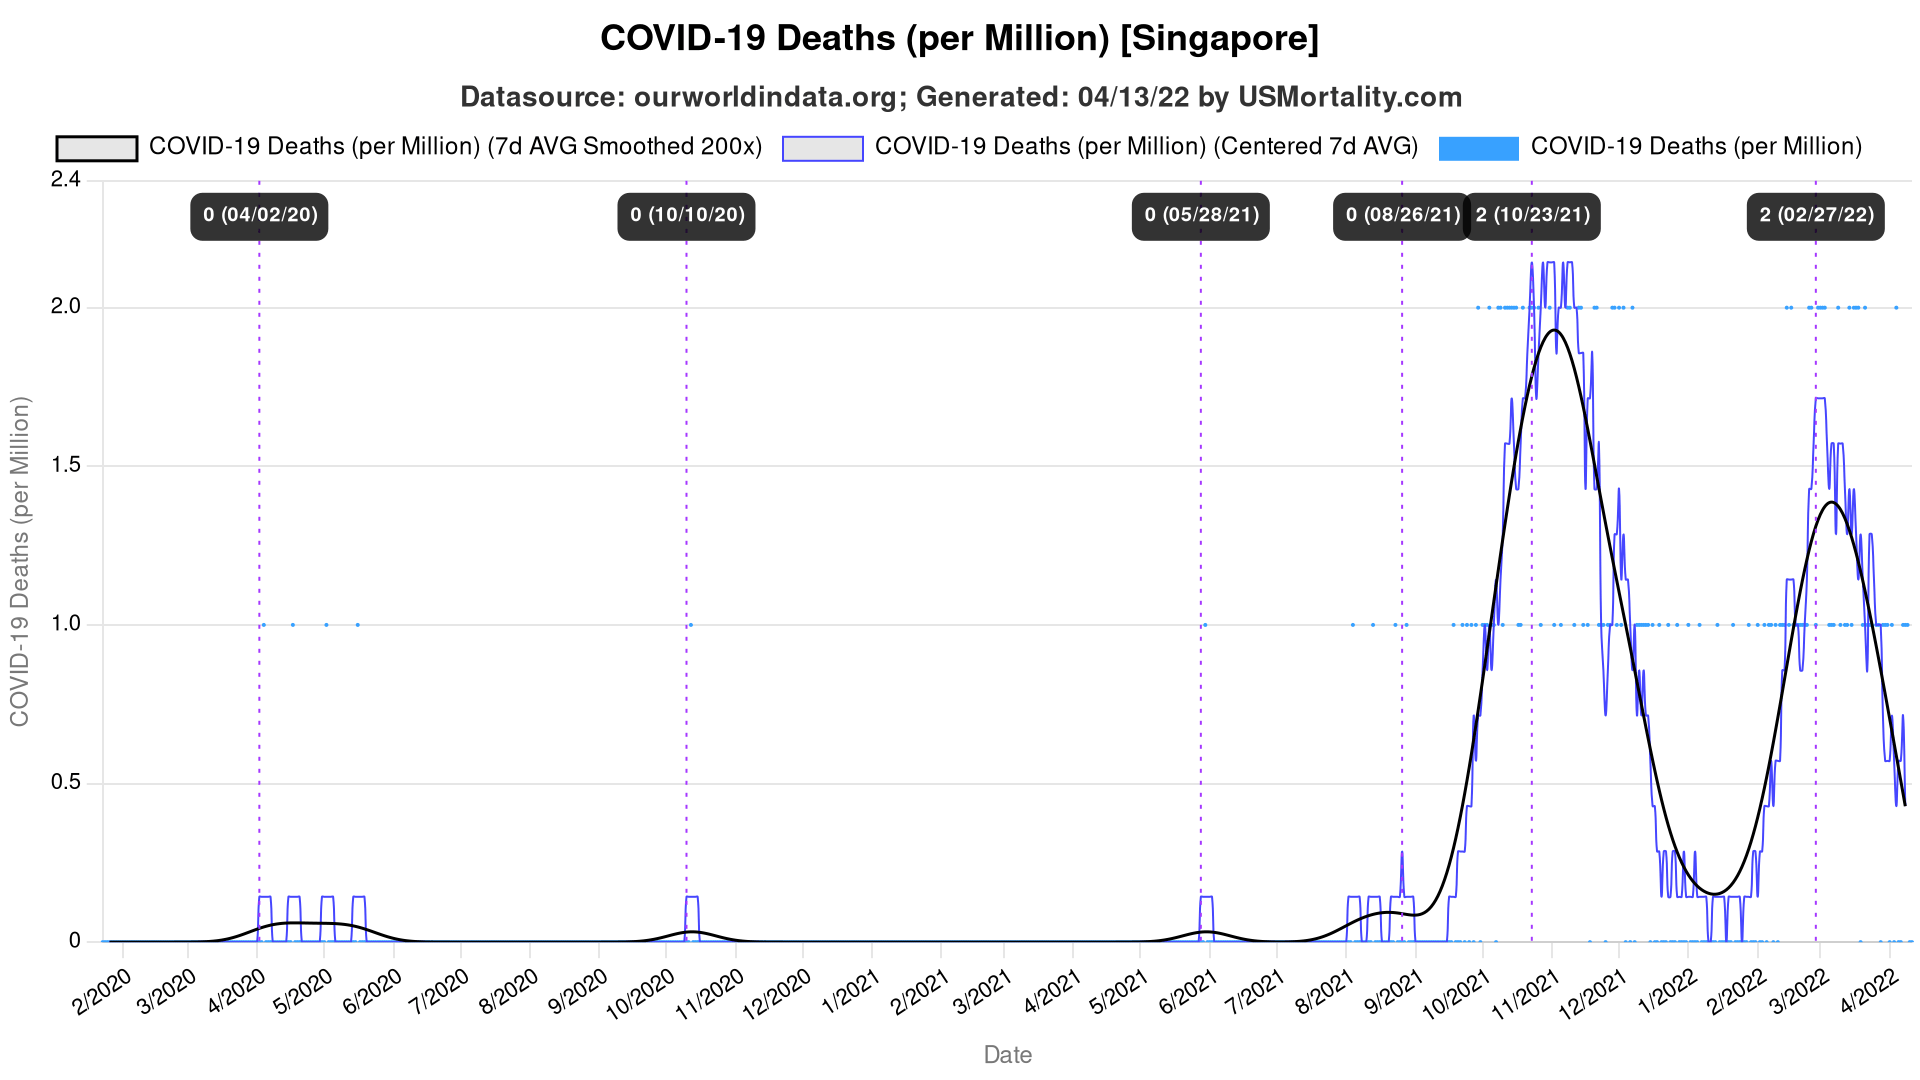 COVID-19 Deaths (per Million) [Singapore]
Datasource: ourworldindata.org; Generated: 04/13/22 by USMortality.com
COVID-19 Deaths (per Million) (7d AVG Smoothed 200x) COVID-19 Deaths (per Million) (Centered 7d AVG) COVID-19 Deaths (per Million)
2.4
0 (04/02/20) 0 (10/10/20) 0 (05/28/21) 0 (08/26/21) 2 (10/23/21) 2 (02/27/22)
2.0
1.5
1.0
0.5
0
COVID-19 Deaths (per Million)
2/2020 3/2020 4/2020 5/2020 6/2020 7/2020 8/2020 9/2020 10/2020 11/2020 12/2020 1/2021 2/2021 3/2021 4/2021 5/2021 6/2021 7/2021 8/2021 9/2021 10/2021 11/2021 12/2021 1/2022 2/2022 3/2022 4/2022
Date